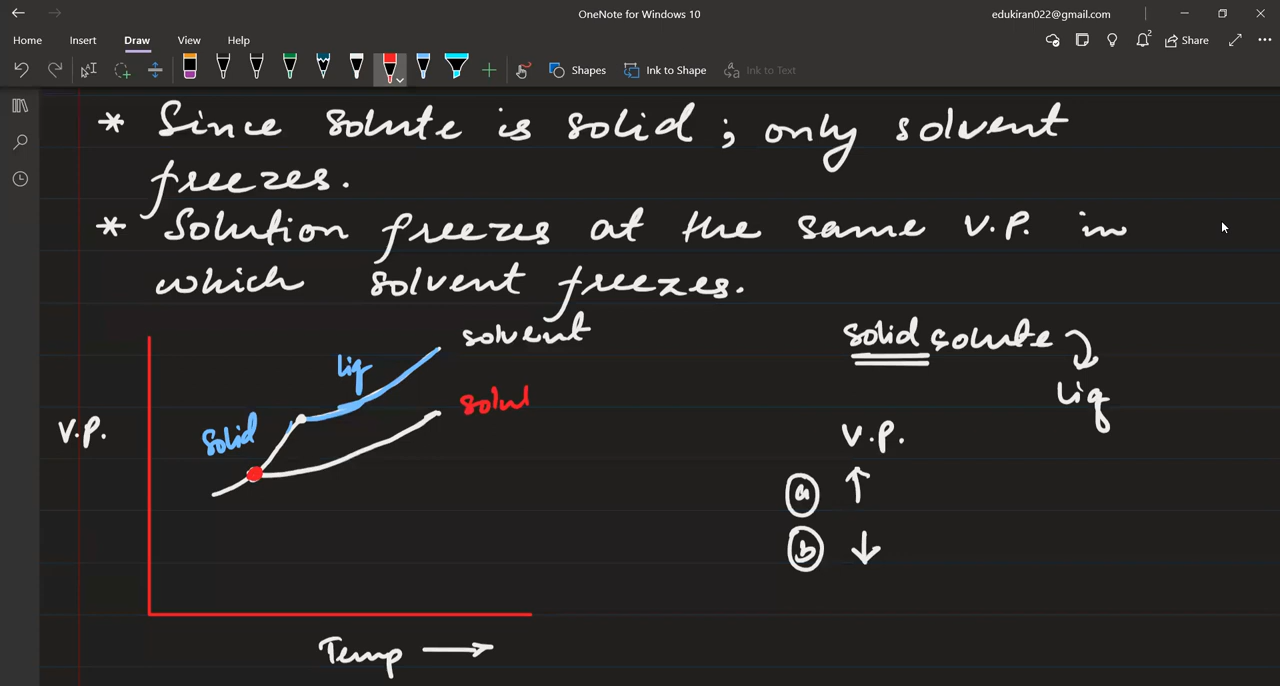 OneNote for Windows 10
edukiran022@gmail.com
Home Insert Draw View Help
Share
Shapes Ink to Shape Ink to Text
* Since solute is solid ; only solvent
freezes.
* Solution freezes at the same V.P. in
which solvent freezes.
solvent
solid solute
liq
liq
solut
solid
V.P.
V.P.
a ↑
b ↓
Temp →